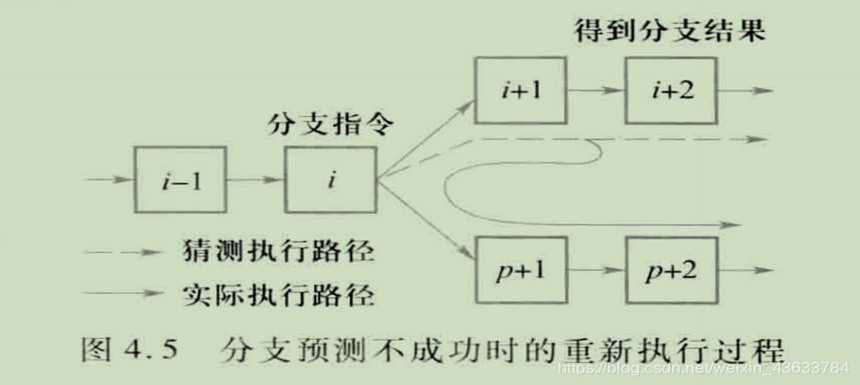 得到分支结果
i+1
i+2
分支指令
i−1
i
猜测执行路径
实际执行路径
p+1
p+2
图 4.5 分支预测不成功时的重新执行过程
https://blog.csdn.net/weixin_43633784